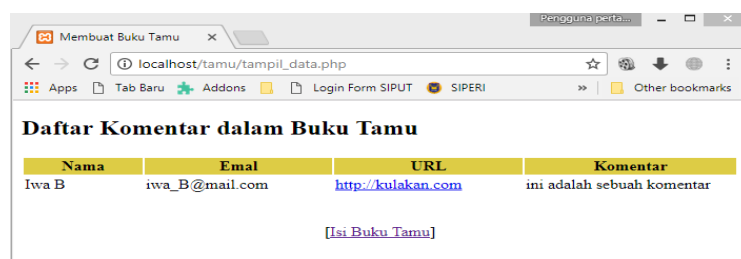 Pengguna perta...
Membuat Buku Tamu
localhost/tamu/tampil_data.php
Apps Tab Baru Addons Login Form SIPUT SIPERI » Other bookmarks
Daftar Komentar dalam Buku Tamu
Nama Emal URL Komentar
Iwa B iwa_B@mail.com http://kulakan.com ini adalah sebuah komentar
[Isi Buku Tamu]